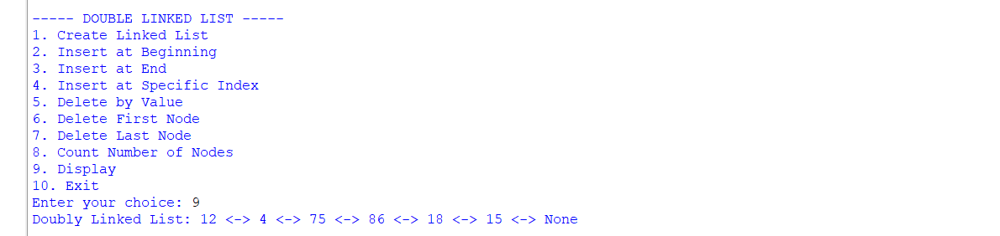 ----- DOUBLE LINKED LIST -----
1. Create Linked List
2. Insert at Beginning
3. Insert at End
4. Insert at Specific Index
5. Delete by Value
6. Delete First Node
7. Delete Last Node
8. Count Number of Nodes
9. Display
10. Exit
Enter your choice: 9
Doubly Linked List: 12 <-> 4 <-> 75 <-> 86 <-> 18 <-> 15 <-> None